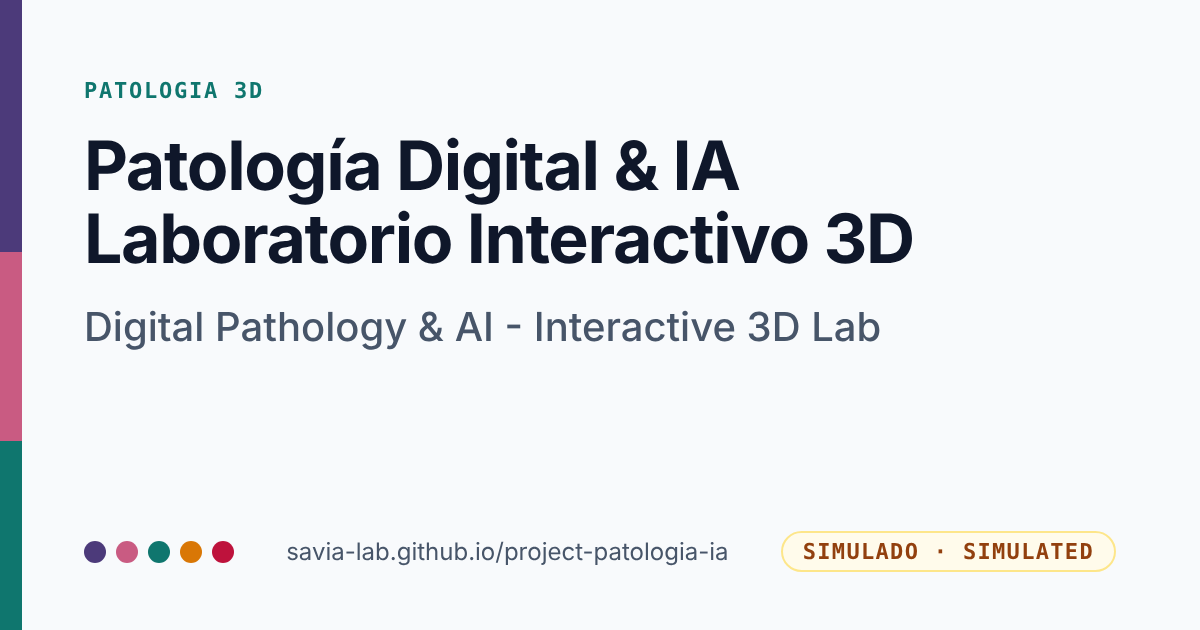 PATOLOGIA 3D
Patología Digital & IA
Laboratorio Interactivo 3D
Digital Pathology & AI - Interactive 3D Lab
savia-lab.github.io/project-patologia-ia
SIMULADO · SIMULATED